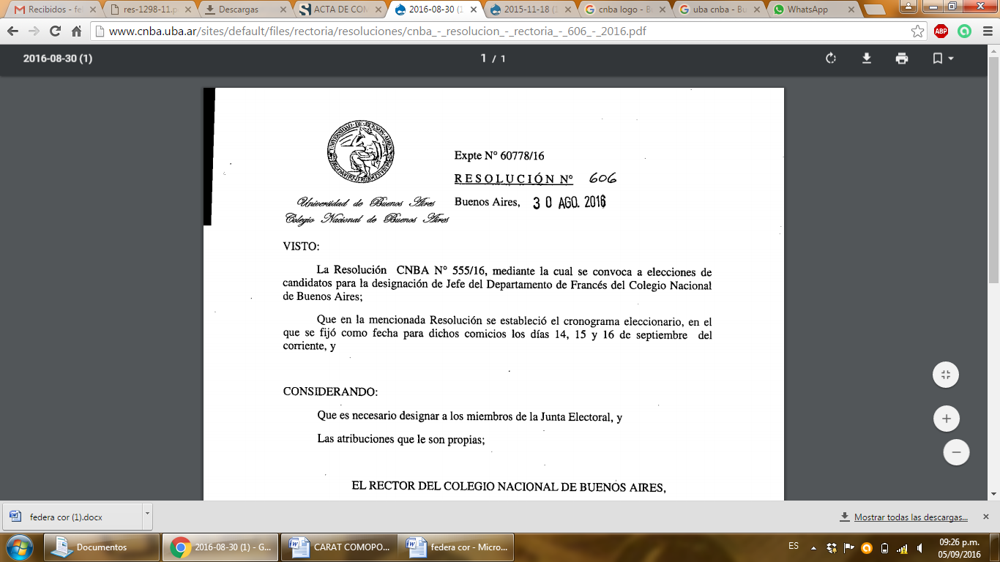 Recibidos - fel
res-1298-11.p
Descargas
ACTA DE COM
2016-08-30 (1
2015-11-18 (1
cnba logo - Bu
uba cnba - Bu
WhatsApp
www.cnba.uba.ar/sites/default/files/rectoria/resoluciones/cnba_-_resolucion_-_rectoria_-_606_-_2016.pdf
ABP
2016-08-30 (1)
1 / 1
Expte Nº 60778/16
RESOLUCIÓN Nº 606
Buenos Aires, 30 AGO. 2016
Universidad de Buenos Aires
Colegio Nacional de Buenos Aires
VISTO:
La Resolución CNBA Nº 555/16, mediante la cual se convoca a elecciones de
candidatos para la designación de Jefe del Departamento de Francés del Colegio Nacional
de Buenos Aires;
Que en la mencionada Resolución se estableció el cronograma eleccionario, en el
que se fijó como fecha para dichos comicios los días 14, 15 y 16 de septiembre del
corriente, y
CONSIDERANDO:
Que es necesario designar a los miembros de la Junta Electoral, y
Las atribuciones que le son propias;
EL RECTOR DEL COLEGIO NACIONAL DE BUENOS AIRES,
federa cor (1).docx
Mostrar todas las descargas...
Documentos
2016-08-30 (1) - G...
CARAT COMOPO...
federa cor - Micro...
ES
09:26 p.m.
05/09/2016